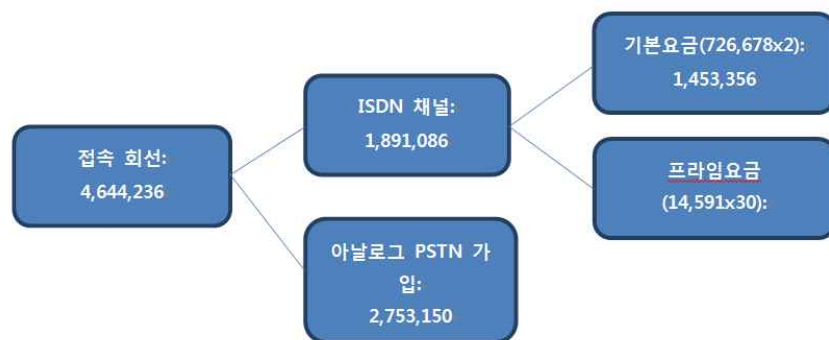 접속 회선:
4,644,236
ISDN 채널:
1,891,086
아날로그 PSTN 가
입:
2,753,150
기본요금(726,678x2):
1,453,356
프라임요금
(14,591x30):